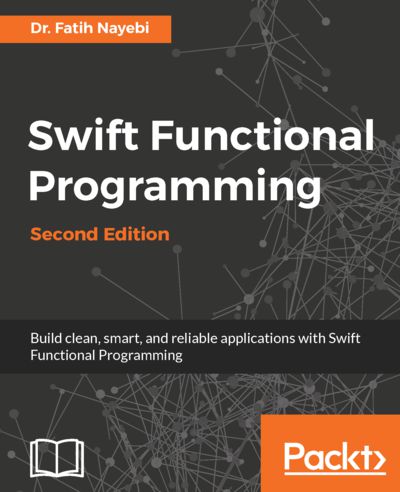 Dr. Fatih Nayebi
Swift Functional
Programming
Second Edition
Build clean, smart, and reliable applications with Swift
Functional Programming
Packt>